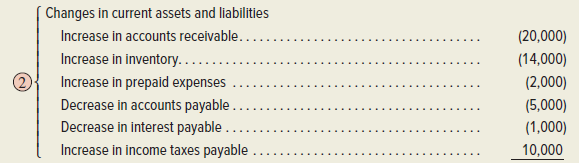 Changes in current assets and liabilities
Increase in accounts receivable. . . . . . . . . . . . . . . . . . . . . . . . . . . . . . . . . . . (20,000)
Increase in inventory. . . . . . . . . . . . . . . . . . . . . . . . . . . . . . . . . . . . . . . . . . . (14,000)
② Increase in prepaid expenses . . . . . . . . . . . . . . . . . . . . . . . . . . . . . . . . . . . . (2,000)
Decrease in accounts payable . . . . . . . . . . . . . . . . . . . . . . . . . . . . . . . . . . . . (5,000)
Decrease in interest payable . . . . . . . . . . . . . . . . . . . . . . . . . . . . . . . . . . . . . (1,000)
Increase in income taxes payable . . . . . . . . . . . . . . . . . . . . . . . . . . . . . . . . . 10,000